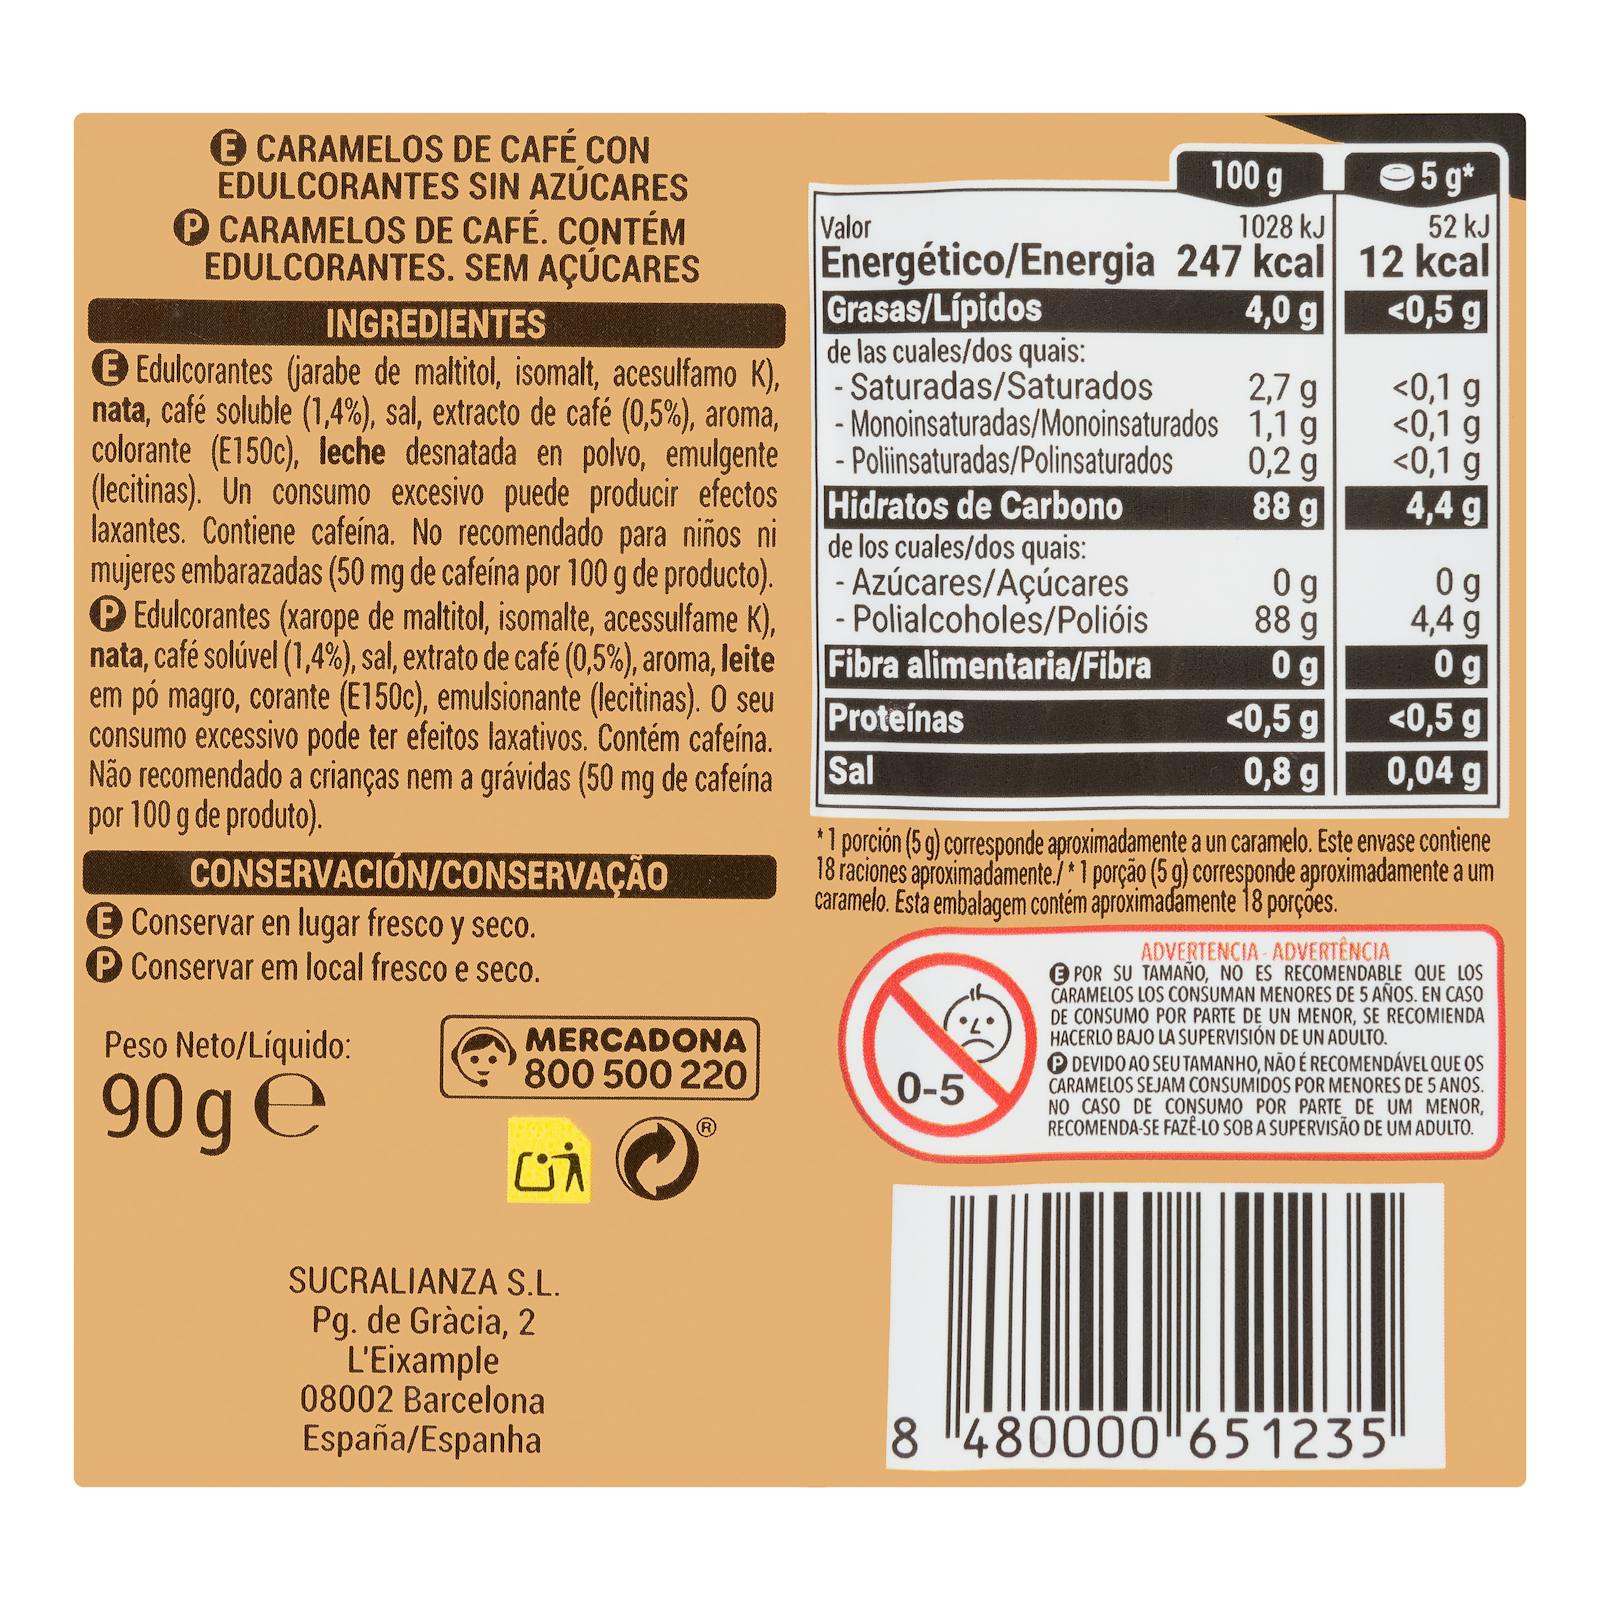 E CARAMELOS DE CAFÉ CON
EDULCORANTES SIN AZÚCARES
P CARAMELOS DE CAFÉ. CONTÉM
EDULCORANTES. SEM AÇÚCARES
INGREDIENTES
E Edulcorantes (jarabe de maltitol, isomalt, acesulfamo K),
nata, café soluble (1,4%), sal, extracto de café (0,5%), aroma,
colorante (E150c), leche desnatada en polvo, emulgente
(lecitinas). Un consumo excesivo puede producir efectos
laxantes. Contiene cafeína. No recomendado para niños ni
mujeres embarazadas (50 mg de cafeína por 100 g de producto).
P Edulcorantes (xarope de maltitol, isomalte, acessulfame K),
nata, café solúvel (1,4%), sal, extrato de café (0,5%), aroma, leite
em pó magro, corante (E150c), emulsionante (lecitinas). O seu
consumo excessivo pode ter efeitos laxativos. Contém cafeína.
Não recomendado a crianças nem a grávidas (50 mg de cafeína
por 100 g de produto).
CONSERVACIÓN/CONSERVAÇÃO
E Conservar en lugar fresco y seco.
P Conservar em local fresco e seco.
Peso Neto/Líquido:
90 g e
MERCADONA
800 500 220
®
SUCRALIANZA S.L.
Pg. de Gràcia, 2
L'Eixample
08002 Barcelona
España/Espanha
100 g 5 g*
Valor 1028 kJ 52 kJ
Energético/Energia 247 kcal 12 kcal
Grasas/Lípidos 4,0 g <0,5 g
de las cuales/dos quais:
- Saturadas/Saturados 2,7 g <0,1 g
- Monoinsaturadas/Monoinsaturados 1,1 g <0,1 g
- Poliinsaturadas/Polinsaturados 0,2 g <0,1 g
Hidratos de Carbono 88 g 4,4 g
de los cuales/dos quais:
- Azúcares/Açúcares 0 g 0 g
- Polialcoholes/Polióis 88 g 4,4 g
Fibra alimentaria/Fibra 0 g 0 g
Proteínas <0,5 g <0,5 g
Sal 0,8 g 0,04 g
* 1 porción (5 g) corresponde aproximadamente a un caramelo. Este envase contiene
18 raciones aproximadamente./ * 1 porção (5 g) corresponde aproximadamente a um
caramelo. Esta embalagem contém aproximadamente 18 porções.
ADVERTENCIA - ADVERTÊNCIA
E POR SU TAMAÑO, NO ES RECOMENDABLE QUE LOS
CARAMELOS LOS CONSUMAN MENORES DE 5 AÑOS. EN CASO
DE CONSUMO POR PARTE DE UN MENOR, SE RECOMIENDA
HACERLO BAJO LA SUPERVISIÓN DE UN ADULTO.
P DEVIDO AO SEU TAMANHO, NÃO É RECOMENDÁVEL QUE OS
CARAMELOS SEJAM CONSUMIDOS POR MENORES DE 5 ANOS.
NO CASO DE CONSUMO POR PARTE DE UM MENOR,
RECOMENDA-SE FAZÊ-LO SOB A SUPERVISÃO DE UM ADULTO.
0-5
8 480000 651235